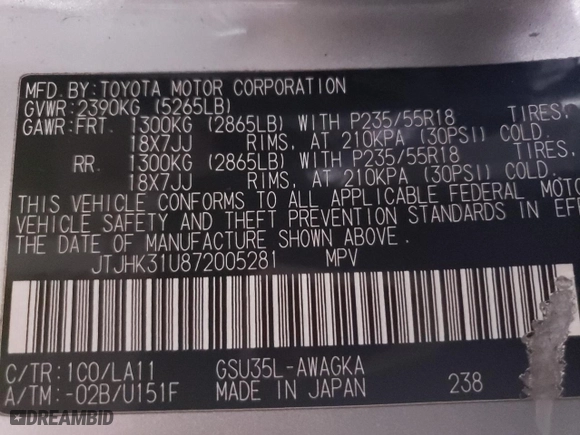 MFD.BY:TOYOTA MOTOR CORPORATION
GVWR:2390KG (5265LB)
GAWR:FRT. 1300KG (2865LB) WITH P235/55R18 TIRES,
18X7JJ RIMS, AT 210KPA (30PSI) COLD.
RR. 1300KG (2865LB) WITH P235/55R18 TIRES,
18X7JJ RIMS, AT 210KPA (30PSI) COLD.
THIS VEHICLE CONFORMS TO ALL APPLICABLE FEDERAL MOTO
VEHICLE SAFETY AND THEFT PREVENTION STANDARDS IN EFF
THE DATE OF MANUFACTURE SHOWN ABOVE.
JTJHK31U872005281 MPV
C/TR:1C0/LA11 GSU35L-AWAGKA
A/TM:-02B/U151F MADE IN JAPAN 238
DREAMBID